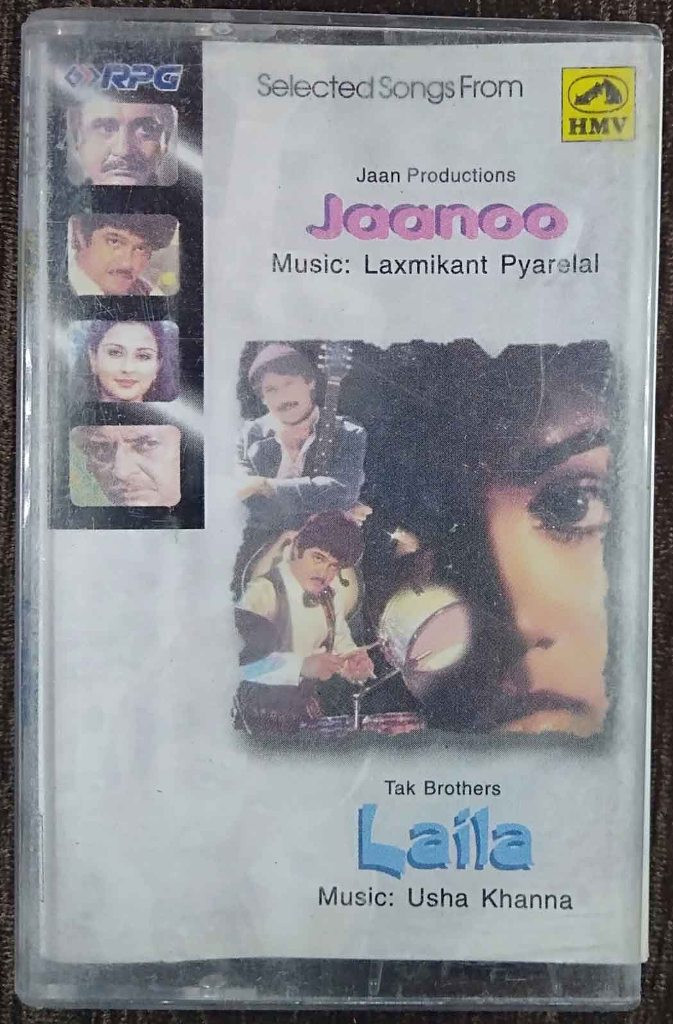 RPG
Selected Songs From
HMV
Jaan Productions
Jaanoo
Music: Laxmikant Pyarelal
Tak Brothers
Laila
Music: Usha Khanna